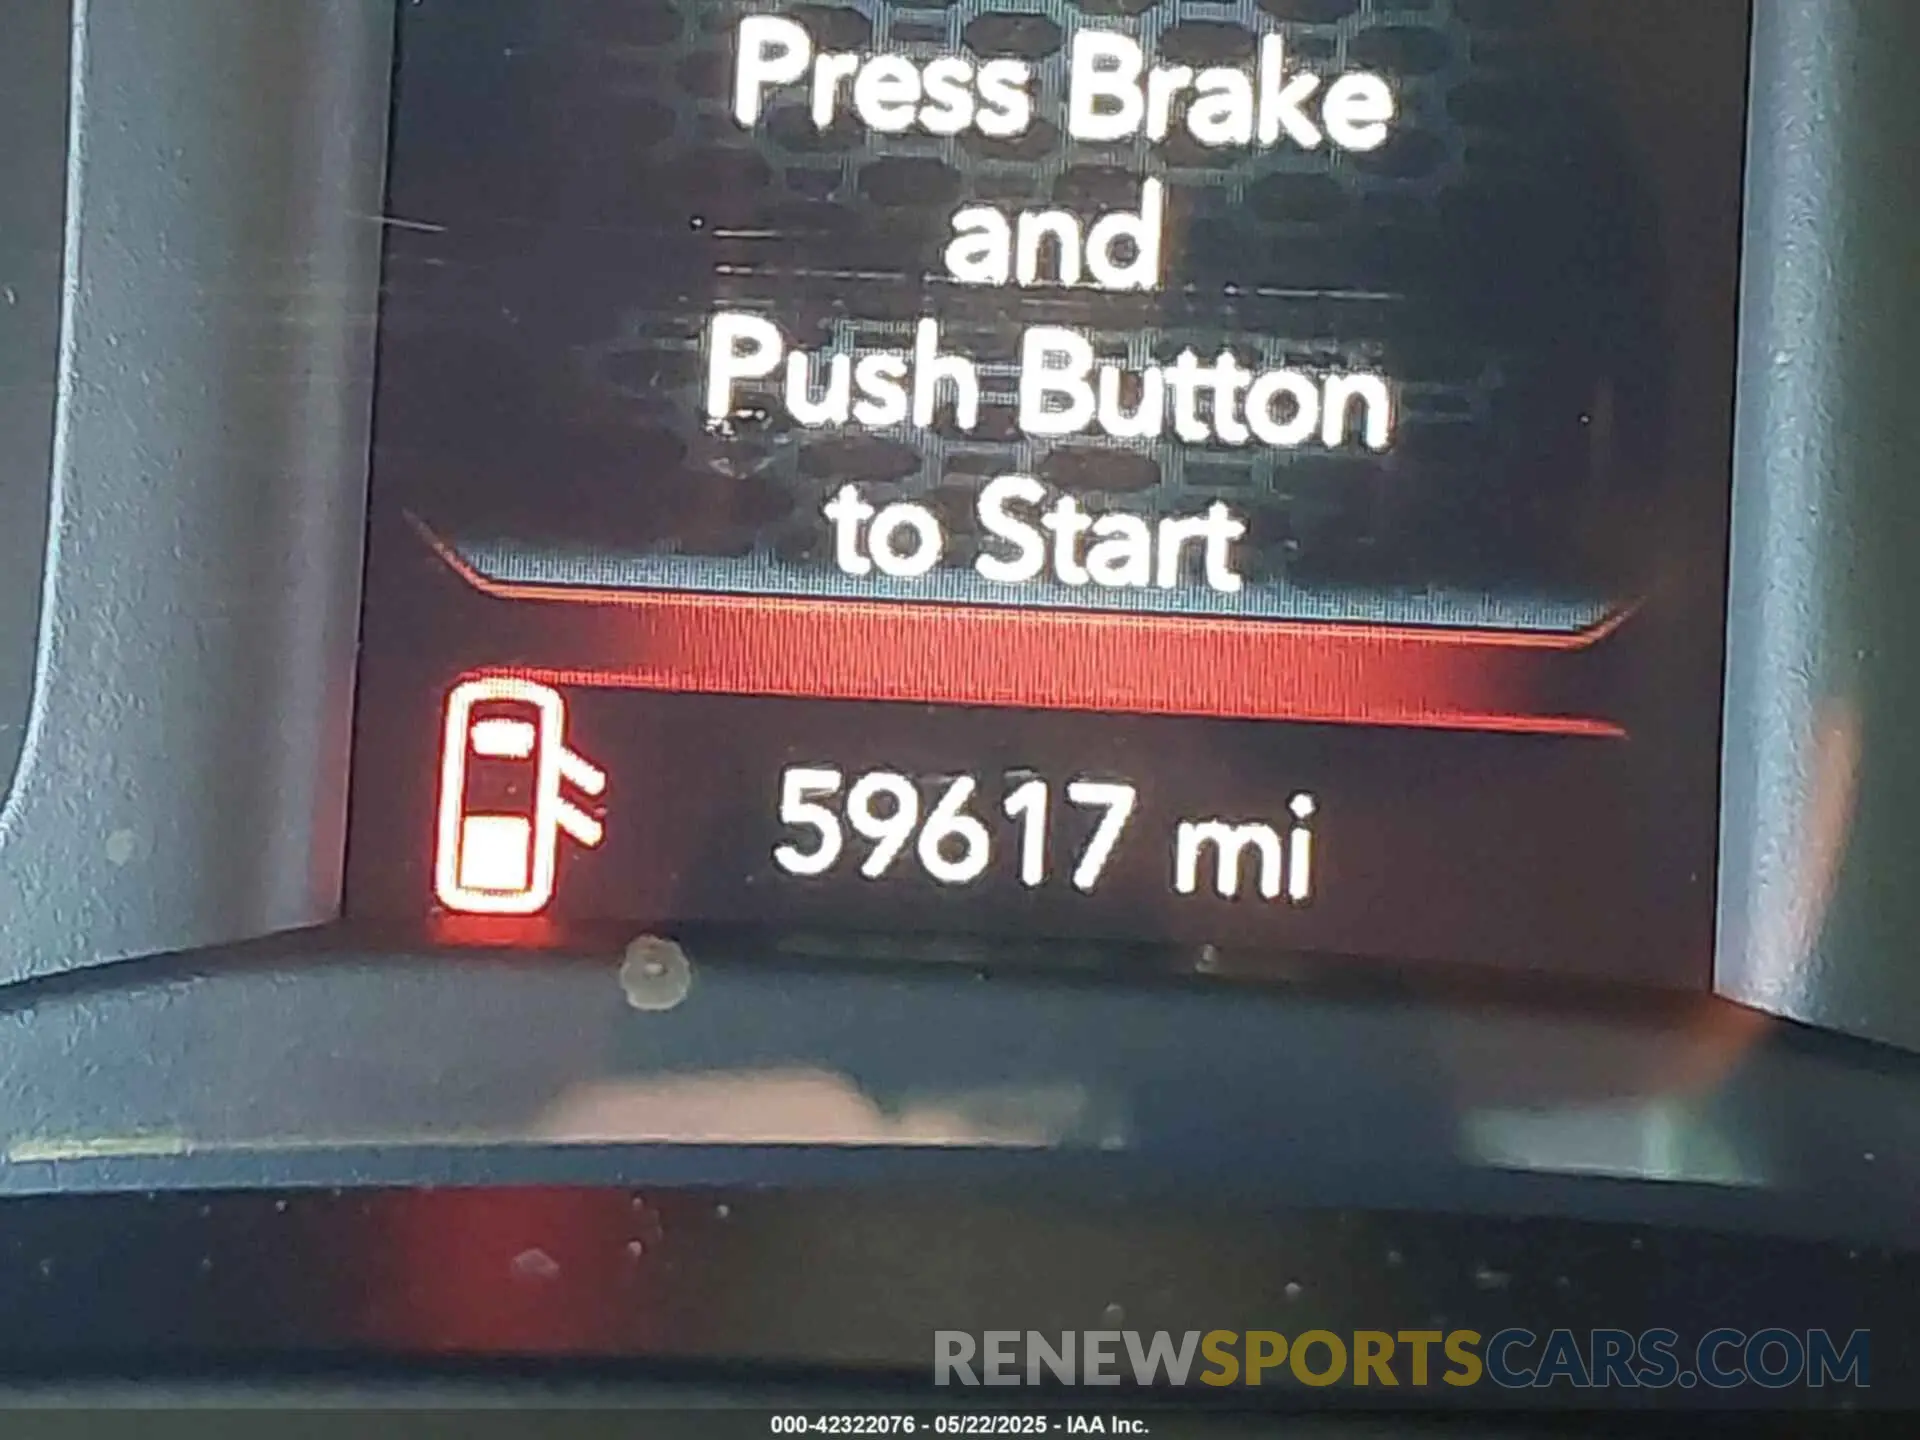 Press Brake
and
Push Button
to Start
59617 mi
RENEWSPORTSCARS.COM
000-42322076 - 05/22/2025 - IAA Inc.